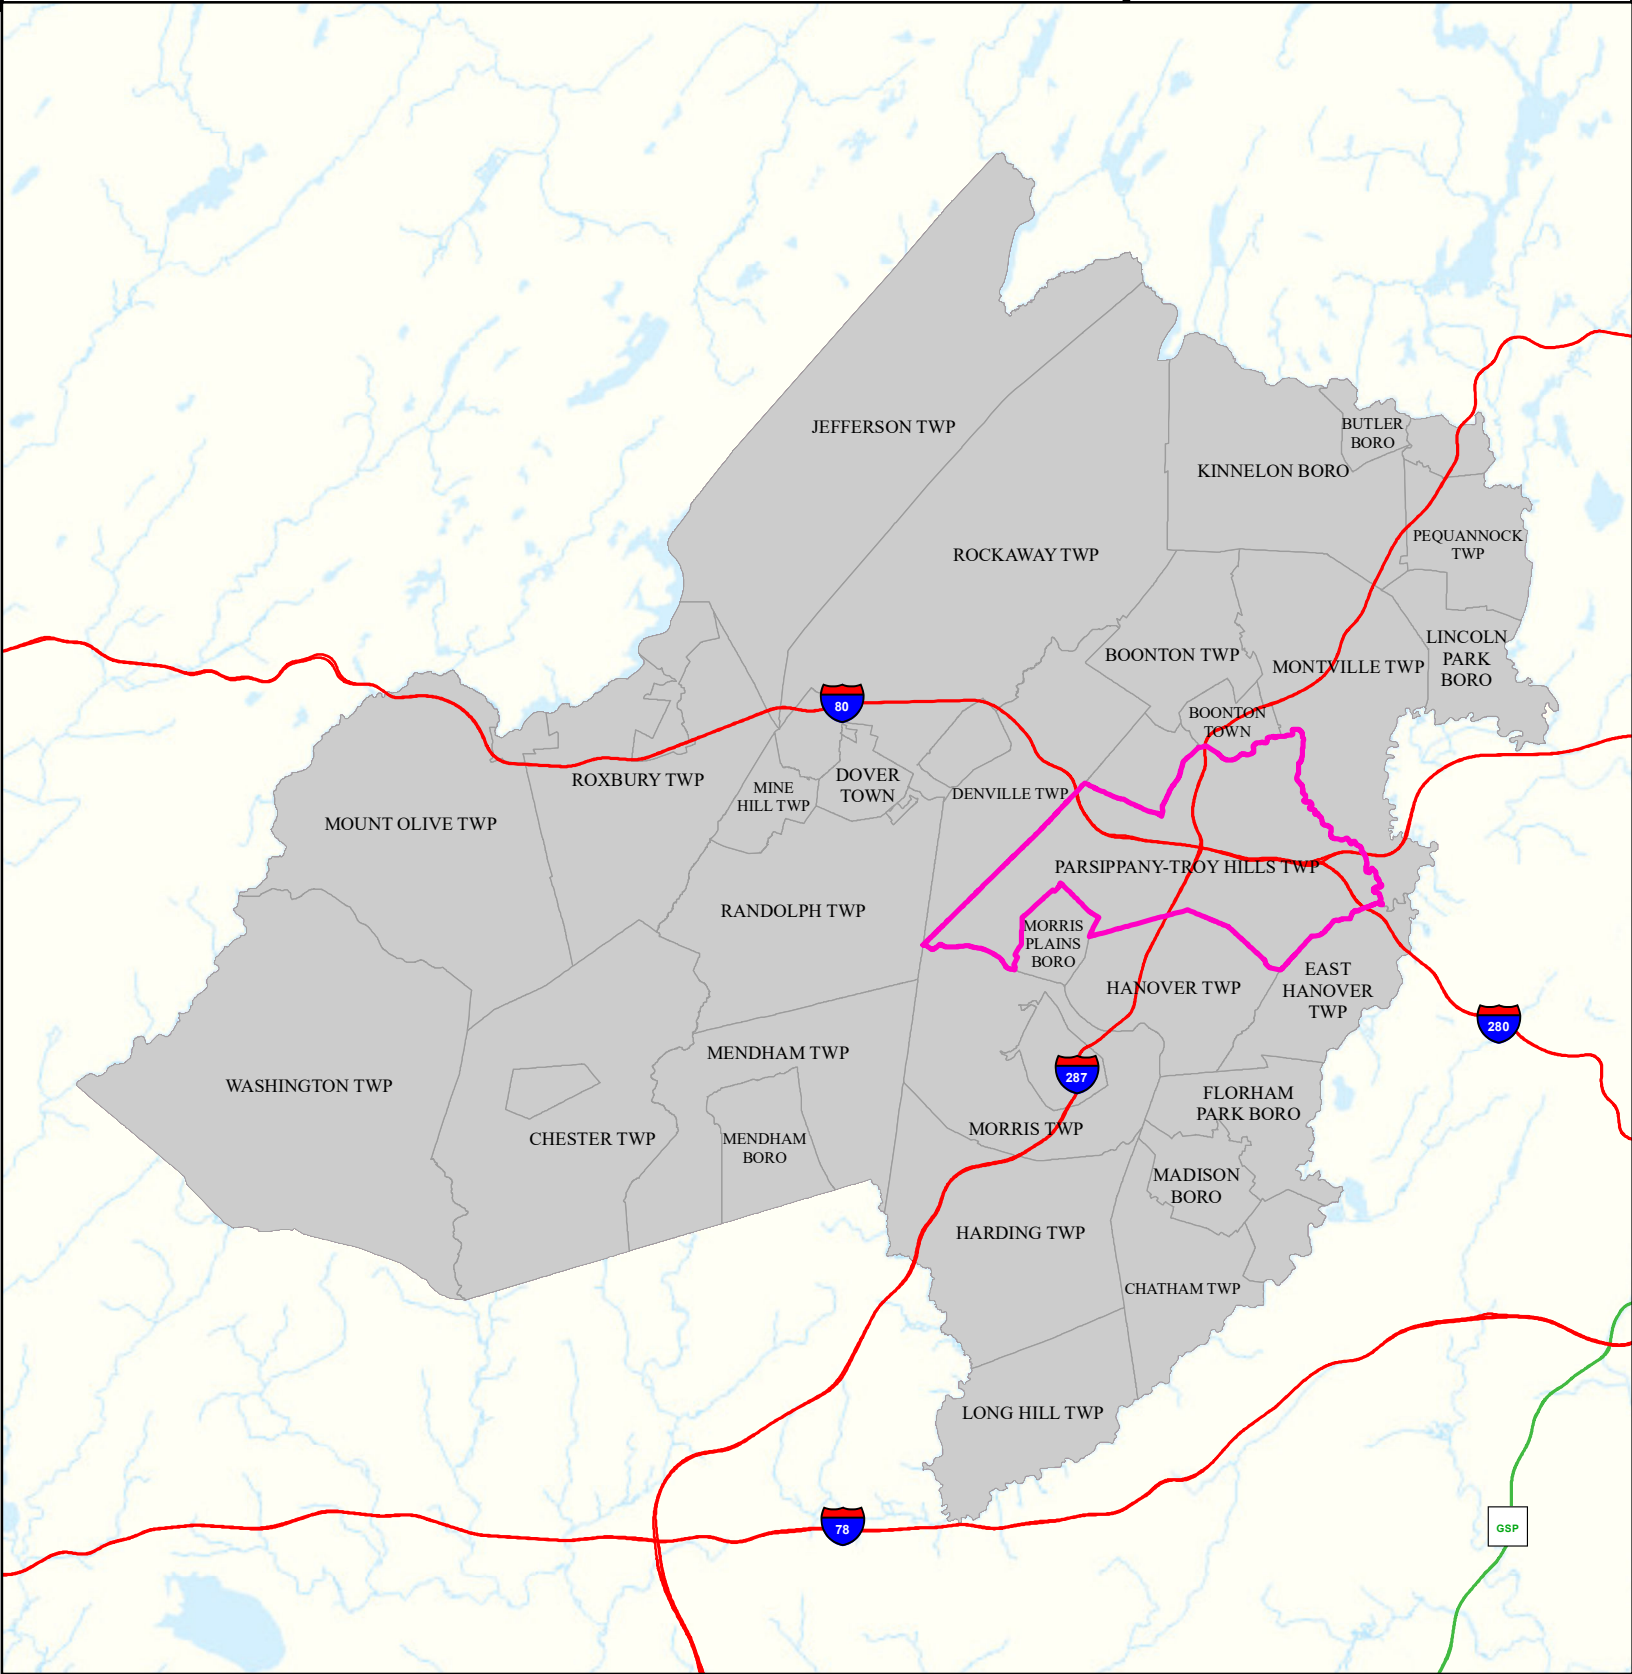 JEFFERSON TWP
BUTLER
BORO
KINNELON BORO
PEQUANNOCK
TWP
ROCKAWAY TWP
LINCOLN
PARK
BORO
BOONTON TWP
MONTVILLE TWP
80
BOONTON
TOWN
ROXBURY TWP
MINE
HILL TWP
DOVER
TOWN
DENVILLE TWP
MOUNT OLIVE TWP
PARSIPPANY-TROY HILLS TWP
RANDOLPH TWP
MORRIS
PLAINS
BORO
EAST
HANOVER
TWP
HANOVER TWP
280
MENDHAM TWP
287
WASHINGTON TWP
FLORHAM
PARK BORO
CHESTER TWP
MENDHAM
BORO
MORRIS TWP
MADISON
BORO
HARDING TWP
CHATHAM TWP
LONG HILL TWP
78
GSP